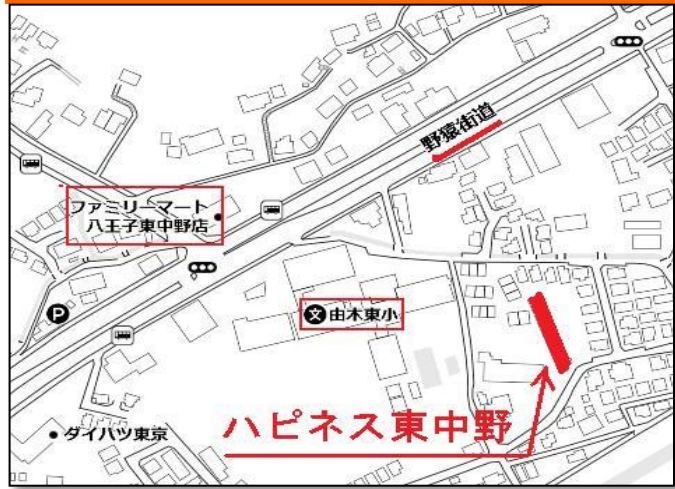 野猿街道
ファミリーマート
八王子東中野店
P
文 由木東小
ハピネス東中野
ダイハツ東京